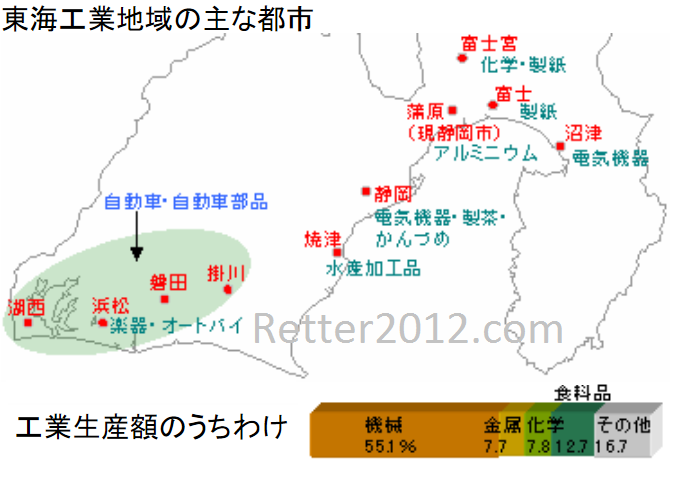 東海工業地域の主な都市
富士宮
化学・製紙
富士
製紙
蒲原
(現静岡市)
アルミニウム
沼津
電気機器
自動車・自動車部品
静岡
電気機器・製茶・
かんづめ
焼津
水産加工品
掛川
磐田
湖西
浜松
楽器・オートバイ
Retter2012.com
食料品
工業生産額のうちわけ
機械 金属 化学 その他
55.1% 7.7 7.8 12.7 16.7